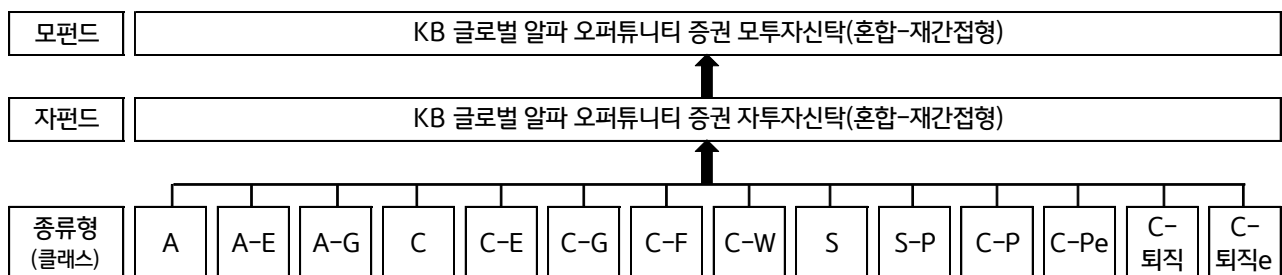 모펀드
KB 글로벌 알파 오퍼튜니티 증권 모투자신탁(혼합-재간접형)
자펀드
KB 글로벌 알파 오퍼튜니티 증권 자투자신탁(혼합-재간접형)
종류형
(클래스)
A
A-E
A-G
C
C-E
C-G
C-F
C-W
S
S-P
C-P
C-Pe
C-
퇴직
C-
퇴직e